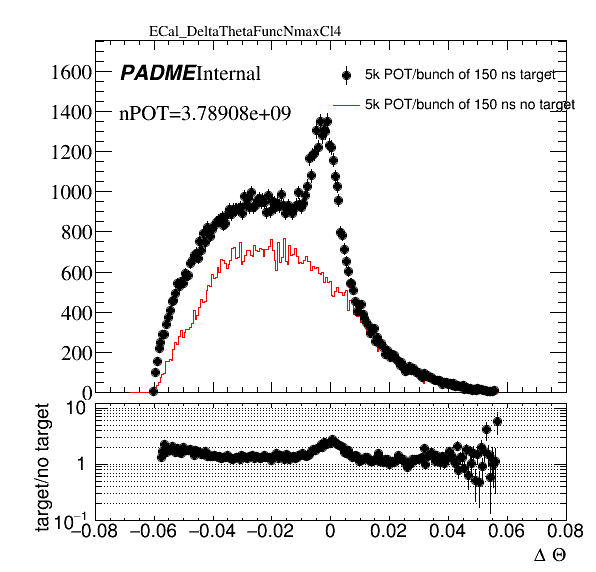 ECal_DeltaThetaFuncNmaxCl4
PADME Internal
nPOT=3.78908e+09
5k POT/bunch of 150 ns target
5k POT/bunch of 150 ns no target
1600
1400
1200
1000
800
600
400
200
0
target/no target
10
1
10⁻¹
−0.08 −0.06 −0.04 −0.02 0 0.02 0.04 0.06 0.08
Δ Θ